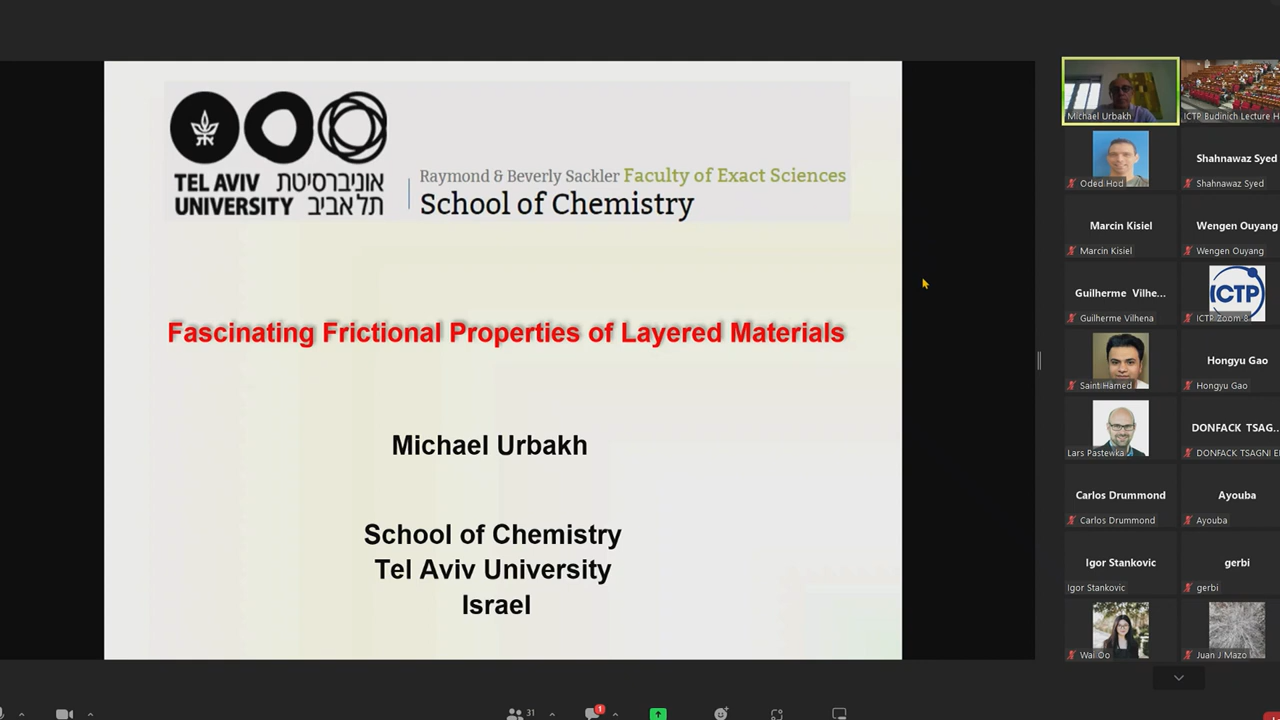 TEL AVIV אוניברסיטת
UNIVERSITY תל אביב
Raymond & Beverly Sackler Faculty of Exact Sciences
School of Chemistry
Fascinating Frictional Properties of Layered Materials
Michael Urbakh
School of Chemistry
Tel Aviv University
Israel
Michael Urbakh
ICTP Budinich Lecture H
Oded Hod
Shahnawaz Syed
Shahnawaz Syed
Marcin Kisiel
Marcin Kisiel
Wengen Ouyang
Wengen Ouyang
Guilherme Vilhe...
Guilherme Vilhena
ICTP
ICTP Zoom 8
Saint Hamed
Hongyu Gao
Hongyu Gao
Lars Pastewka
DONFACK TSAG...
DONFACK TSAGNI E
Carlos Drummond
Carlos Drummond
Ayouba
Ayouba
Igor Stankovic
Igor Stankovic
gerbi
gerbi
Wai Oo
Juan J Mazo
31
1